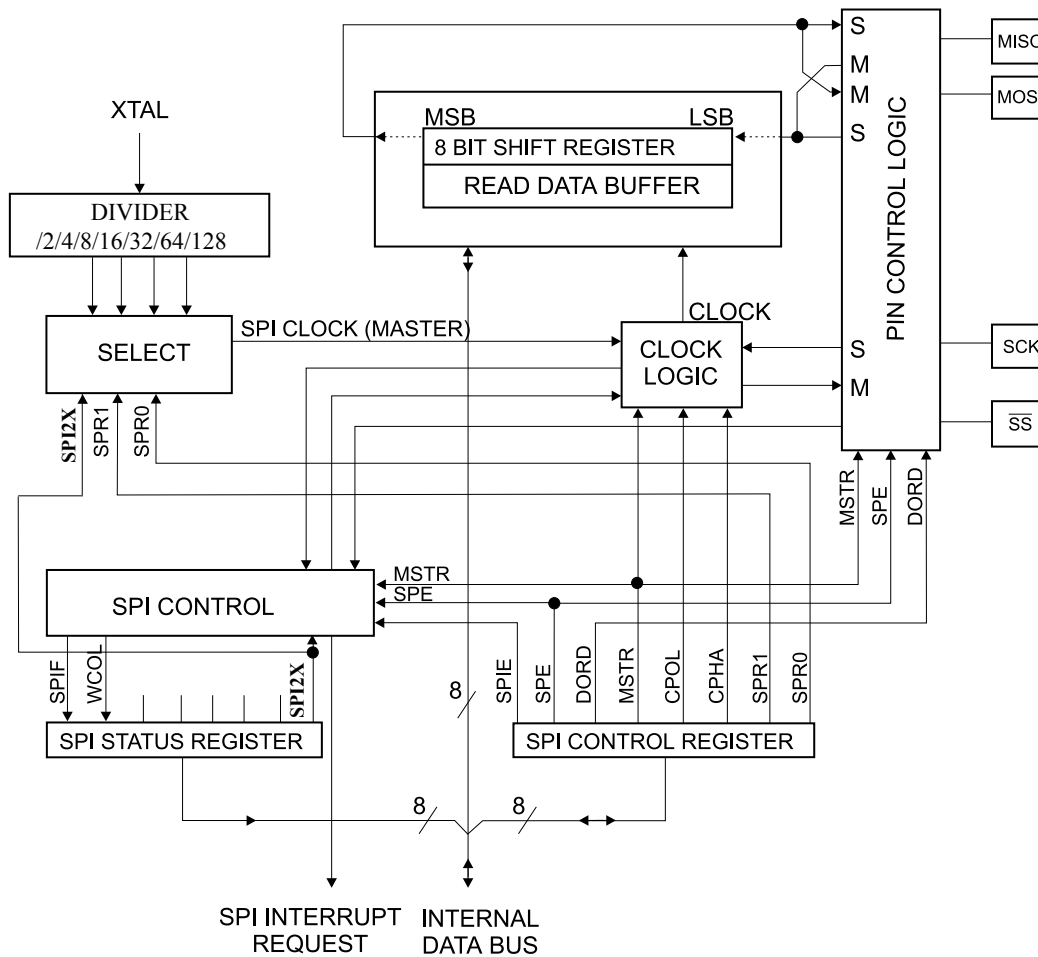 S
MISO
M
MOSI
XTAL
MSB
LSB
M
8 BIT SHIFT REGISTER
S
READ DATA BUFFER
DIVIDER
/2/4/8/16/32/64/128
PIN CONTROL LOGIC
SPI CLOCK (MASTER)
CLOCK
SELECT
CLOCK
LOGIC
S
SCK
M
SPI2X
SPR1
SPR0
SS
MSTR
SPE
DORD
MSTR
SPE
SPI CONTROL
SPIF
WCOL
SPI2X
SPIE
SPE
DORD
MSTR
CPOL
CPHA
SPR1
SPR0
8
SPI STATUS REGISTER
SPI CONTROL REGISTER
8
8
SPI INTERRUPT
REQUEST
INTERNAL
DATA BUS